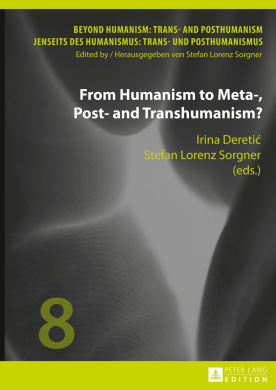 BEYOND HUMANISM: TRANS- AND POSTHUMANISM
JENSEITS DES HUMANISMUS: TRANS- UND POSTHUMANISMUS
Edited by / Herausgegeben von Stefan Lorenz Sorgner
From Humanism to Meta-,
Post- and Transhumanism?
Irina Deretić
Stefan Lorenz Sorgner
(eds.)
8
PETER LANG
EDITION